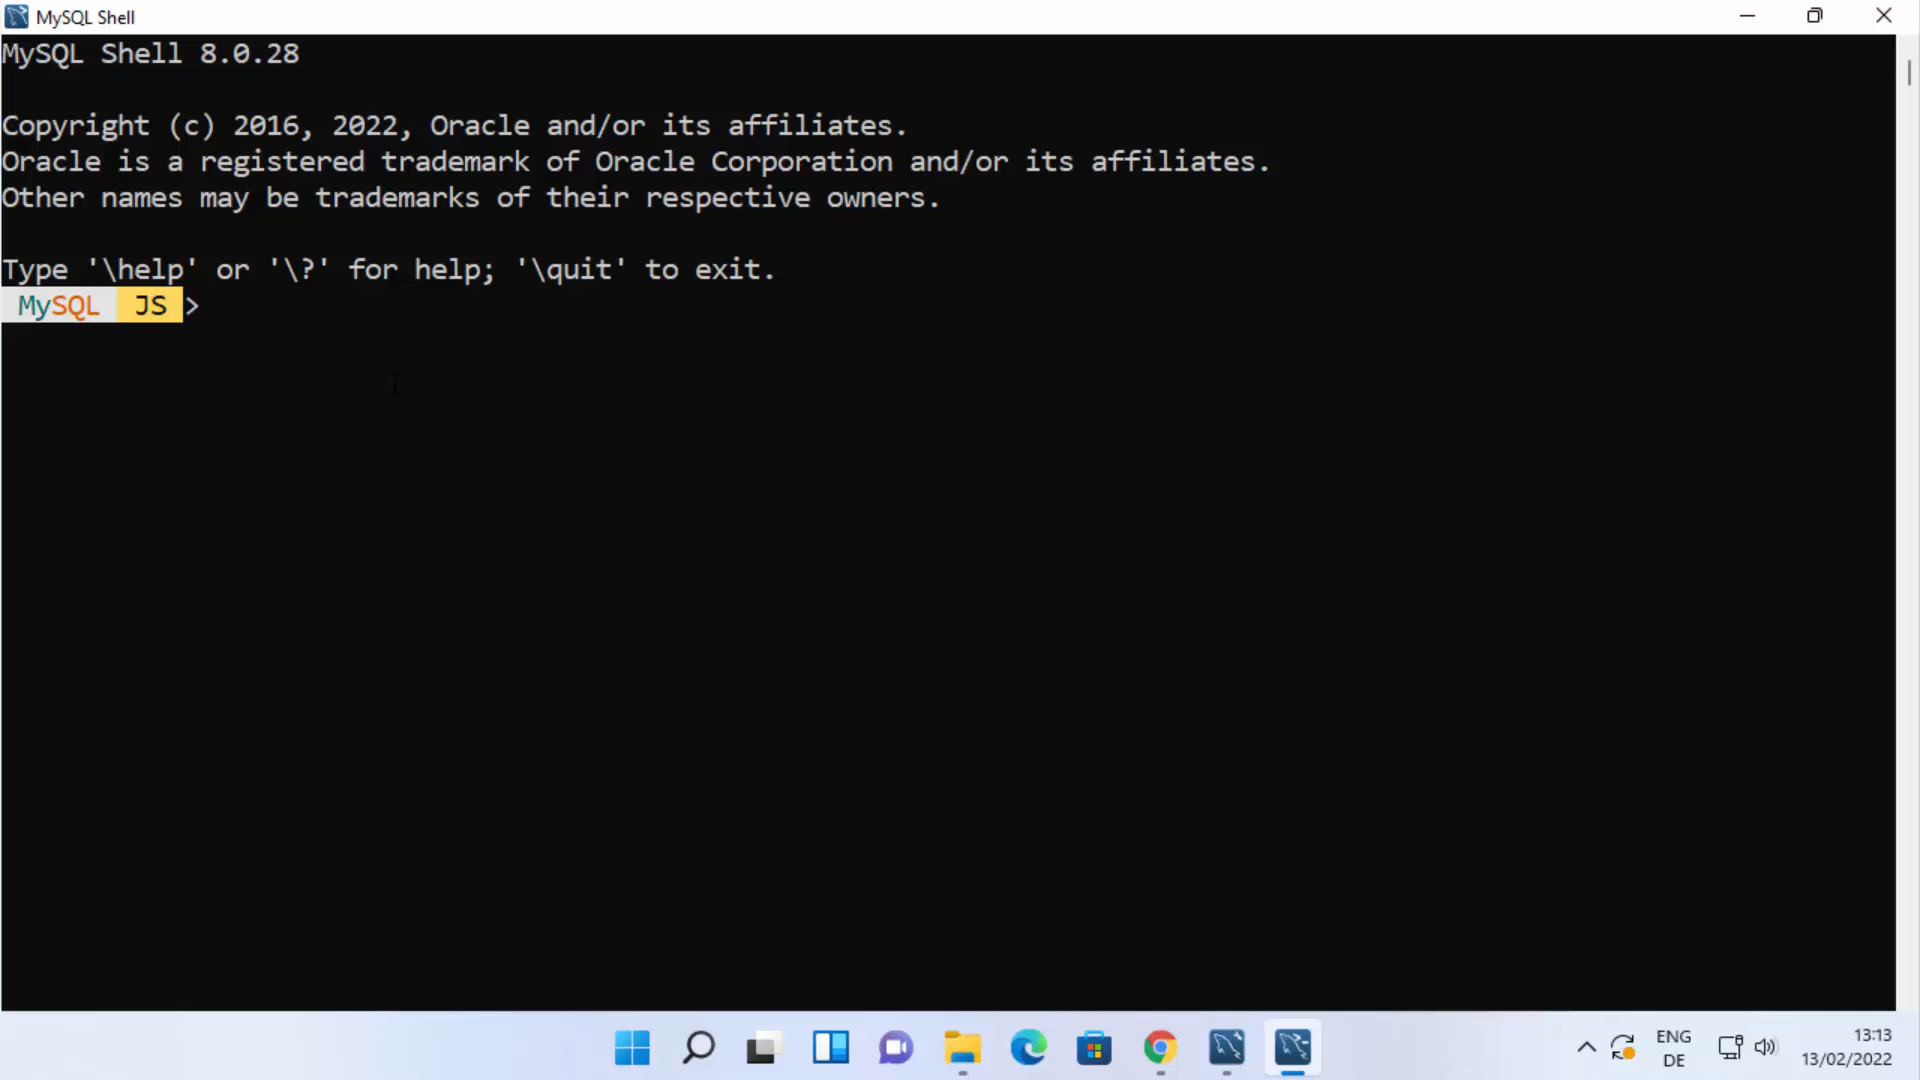 MySQL Shell
MySQL Shell 8.0.28
Copyright (c) 2016, 2022, Oracle and/or its affiliates.
Oracle is a registered trademark of Oracle Corporation and/or its affiliates.
Other names may be trademarks of their respective owners.
Type '\help' or '\?' for help; '\quit' to exit.
MySQL JS >
ENG
DE
13:13
13/02/2022